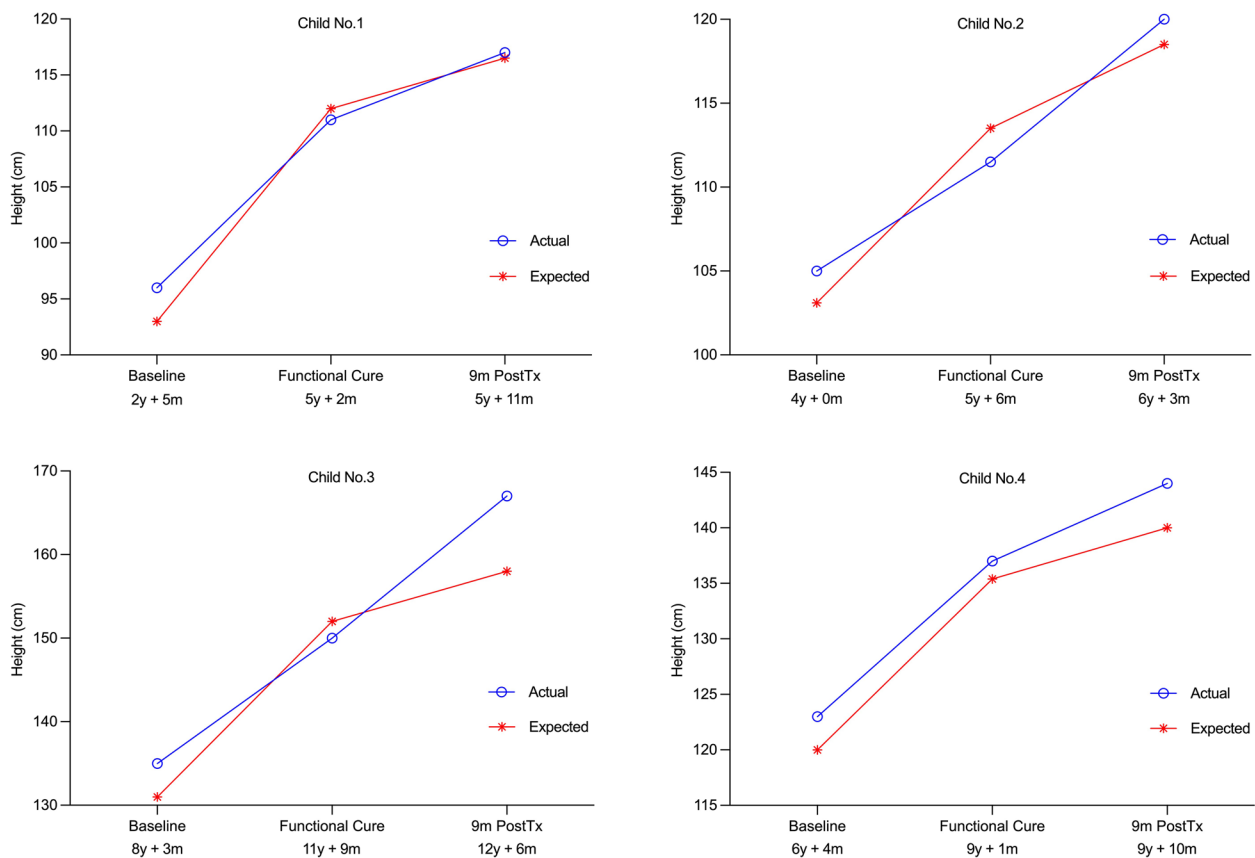 Child No.1
Height (cm)
120
115
110
105
100
95
90
Actual
Expected
Baseline Functional Cure 9m PostTx
2y + 5m 5y + 2m 5y + 11m
Child No.2
Height (cm)
120
115
110
105
100
Actual
Expected
Baseline Functional Cure 9m PostTx
4y + 0m 5y + 6m 6y + 3m
Child No.3
Height (cm)
170
160
150
140
130
Actual
Expected
Baseline Functional Cure 9m PostTx
8y + 3m 11y + 9m 12y + 6m
Child No.4
Height (cm)
145
140
135
130
125
120
115
Actual
Expected
Baseline Functional Cure 9m PostTx
6y + 4m 9y + 1m 9y + 10m